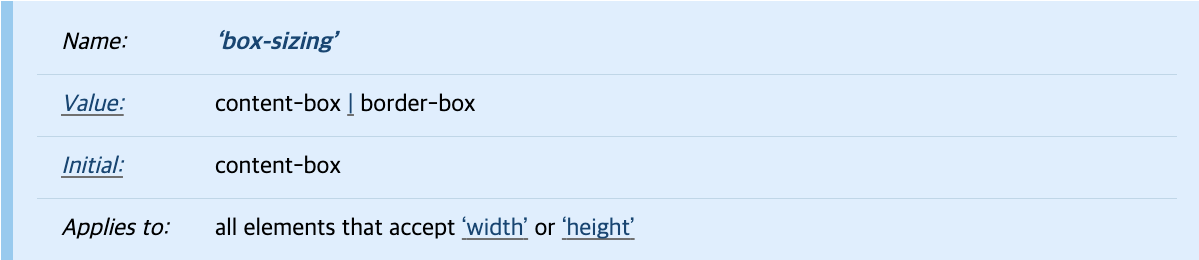 Name: ‘box-sizing’
Value: content-box | border-box
Initial: content-box
Applies to: all elements that accept ‘width’ or ‘height’